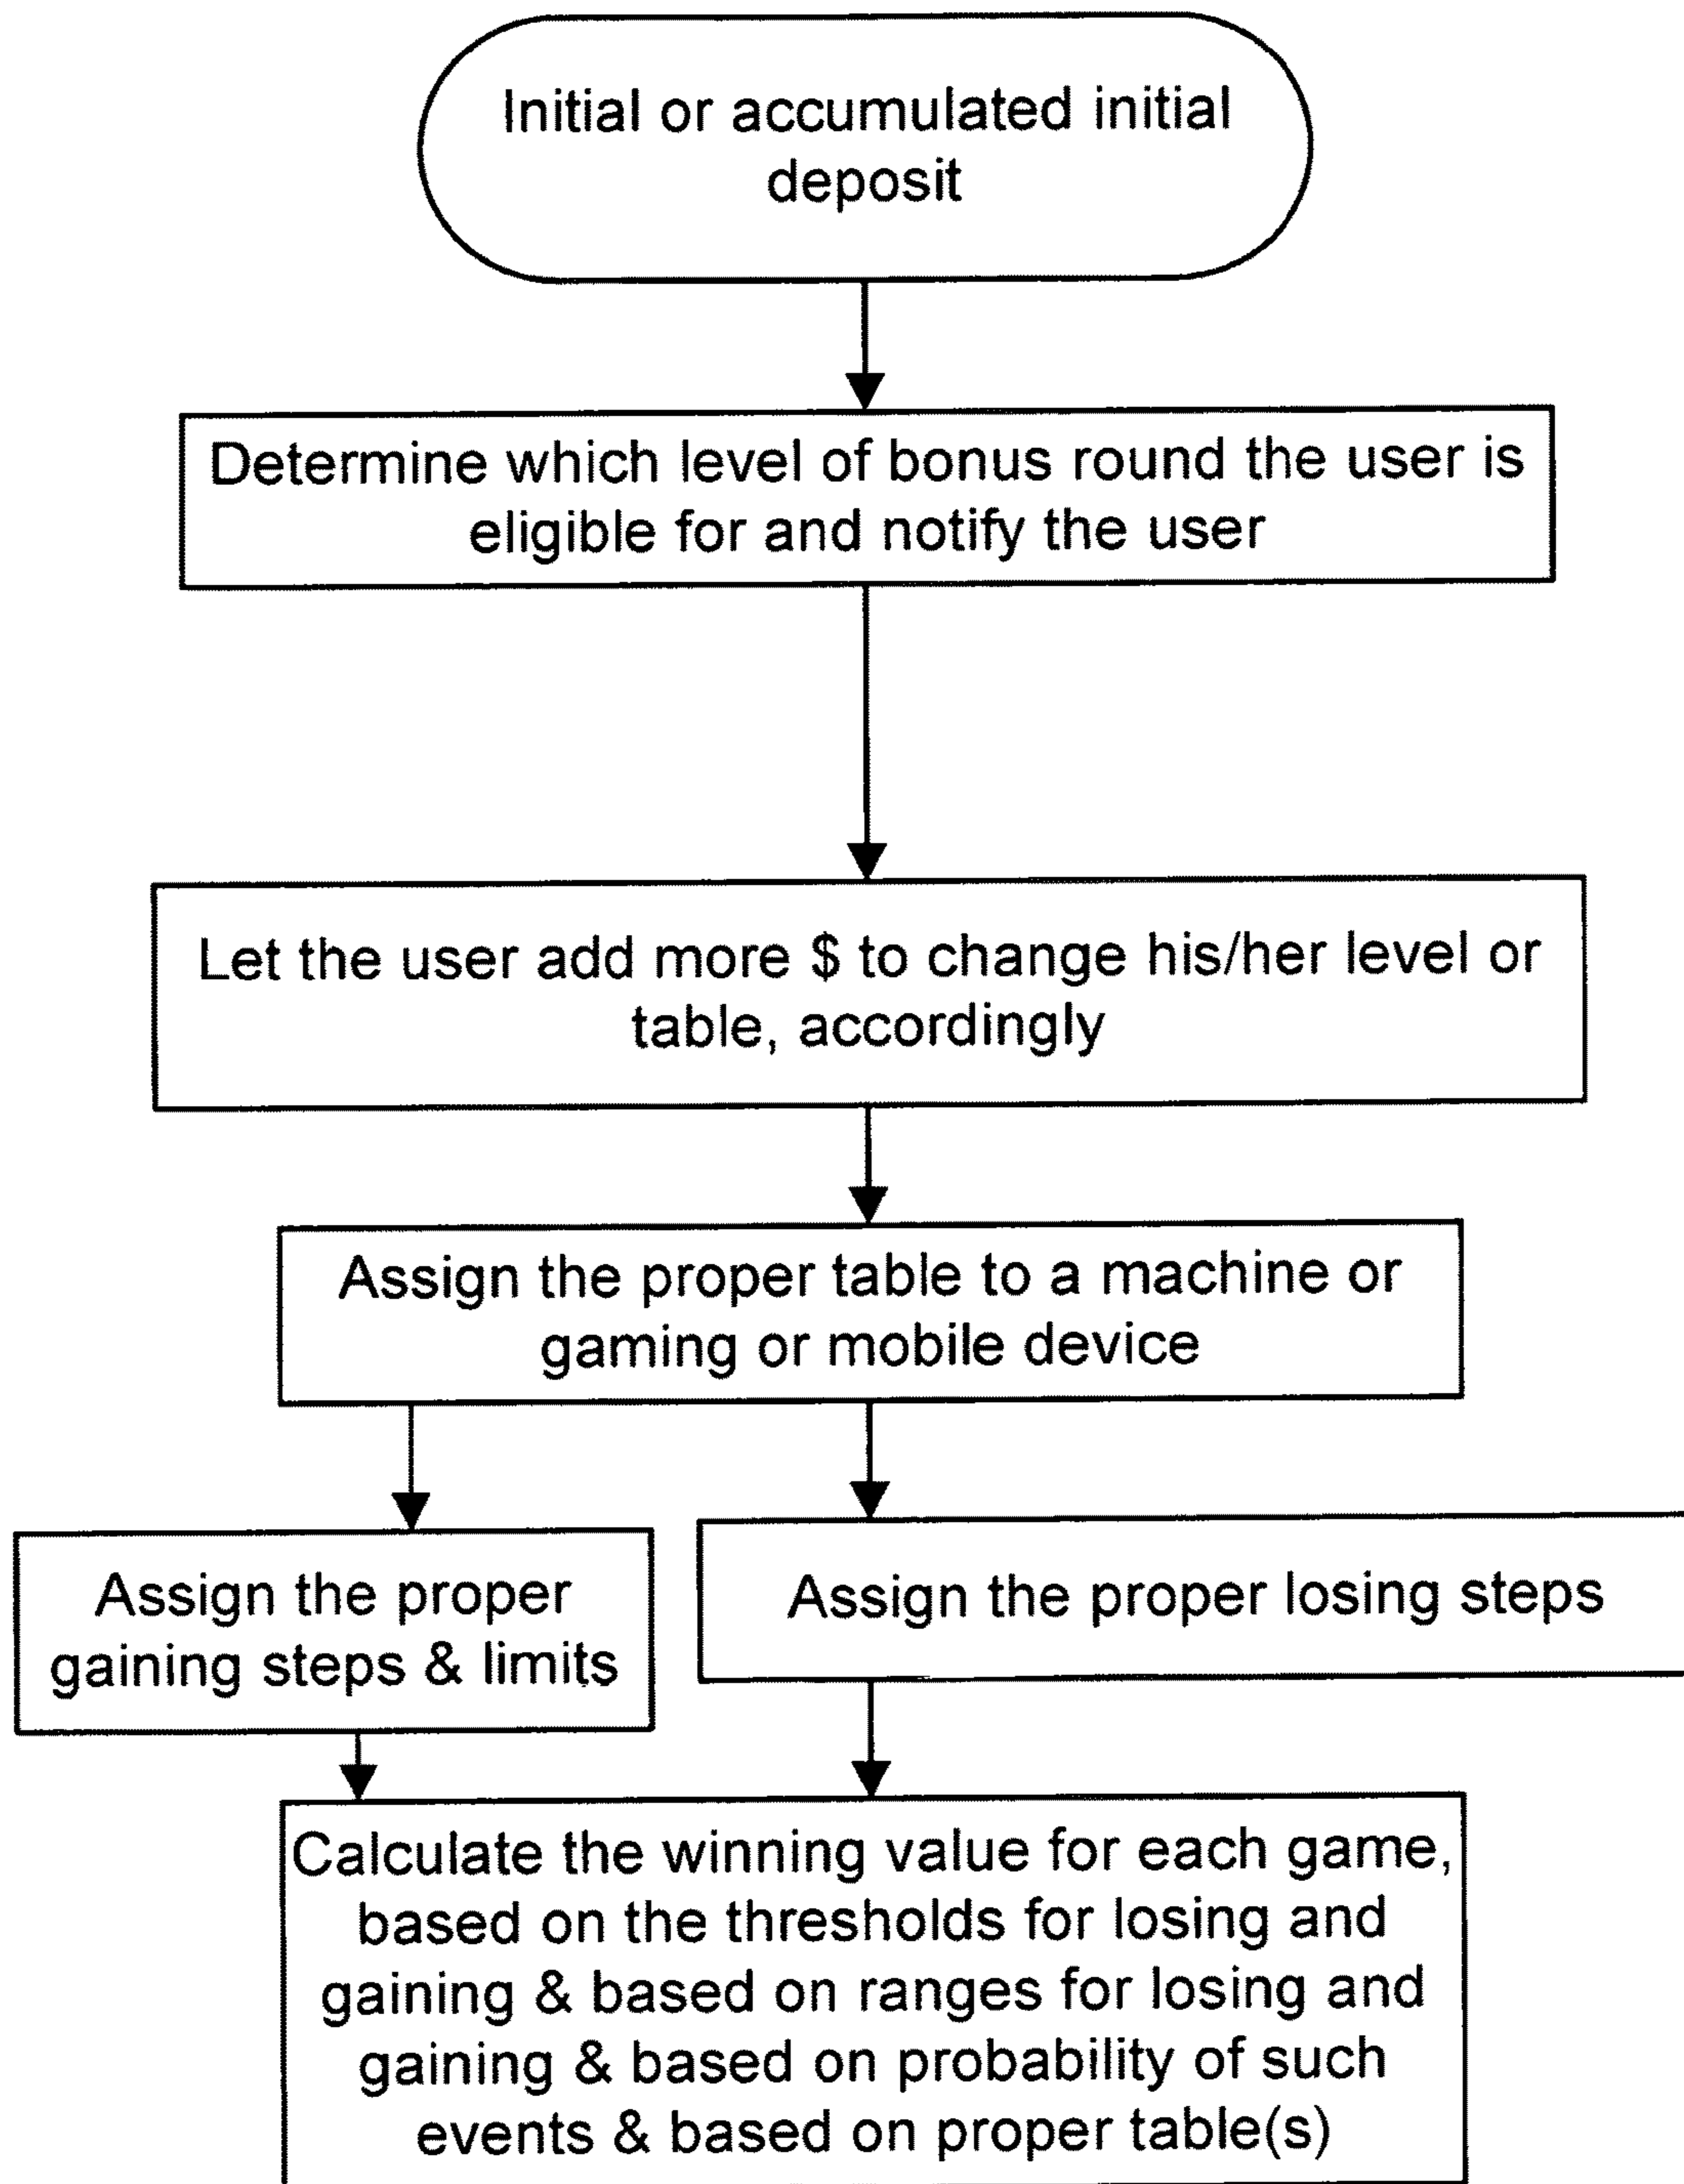 Initial or accumulated initial
deposit
Determine which level of bonus round the user is
eligible for and notify the user
Let the user add more $ to change his/her level or
table, accordingly
Assign the proper table to a machine or
gaming or mobile device
Assign the proper
gaining steps & limits
Assign the proper losing steps
Calculate the winning value for each game,
based on the thresholds for losing and
gaining & based on ranges for losing and
gaining & based on probability of such
events & based on proper table(s)